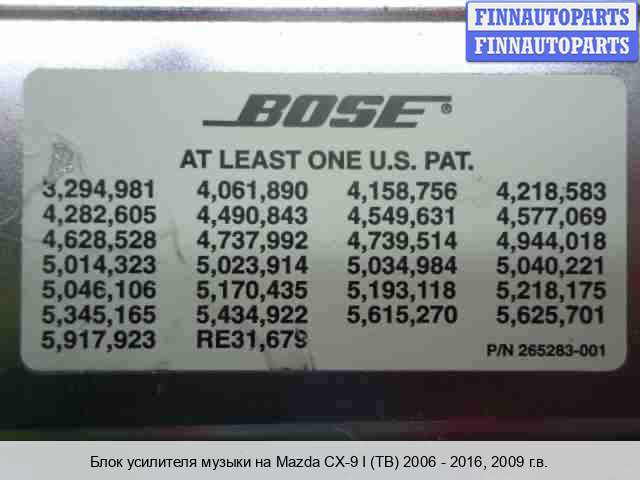 FINNAUTOPARTS
FINNAUTOPARTS
BOSE®
AT LEAST ONE U.S. PAT.
3,294,981 4,061,890 4,158,756 4,218,583
4,282,605 4,490,843 4,549,631 4,577,069
4,628,528 4,737,992 4,739,514 4,944,018
5,014,323 5,023,914 5,034,984 5,040,221
5,046,106 5,170,435 5,193,118 5,218,175
5,345,165 5,434,922 5,615,270 5,625,701
5,917,923 RE31,679
P/N 265283-001
Блок усилителя музыки на Mazda CX-9 I (TB) 2006 - 2016, 2009 г.в.